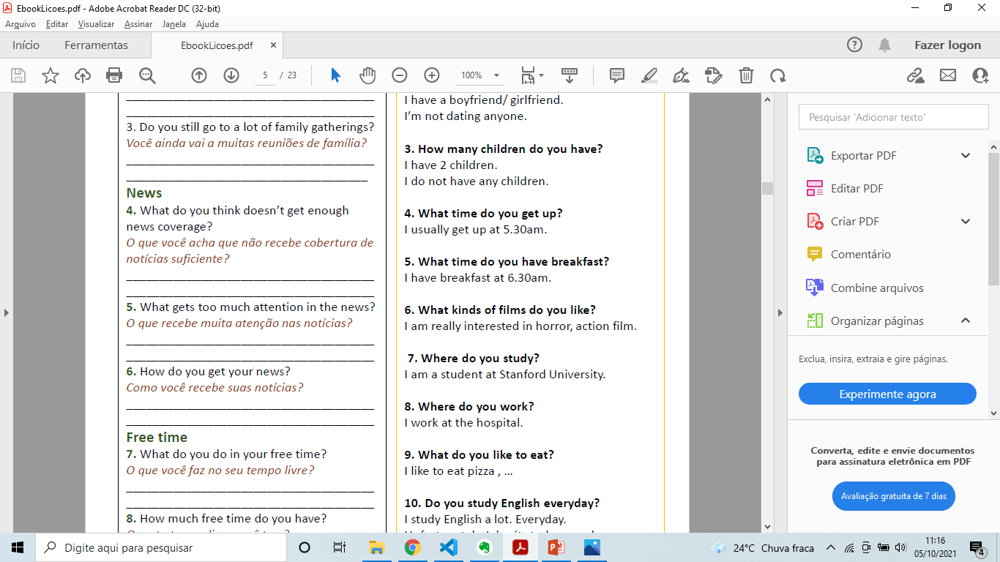 EbookLicoes.pdf - Adobe Acrobat Reader DC (32-bit)
Arquivo Editar Visualizar Assinar Janela Ajuda
Início Ferramentas EbookLicoes.pdf × Fazer logon
5 / 23 100%
_____________________________________
_____________________________________
3. Do you still go to a lot of family gatherings?
Você ainda vai a muitas reuniões de família?
_____________________________________
____________________________________
News
4. What do you think doesn’t get enough
news coverage?
O que você acha que não recebe cobertura de
notícias suficiente?
_____________________________________
_____________________________________
5. What gets too much attention in the news?
O que recebe muita atenção nas notícias?
_____________________________________
_____________________________________
6. How do you get your news?
Como você recebe suas notícias?
_____________________________________
_____________________________________
Free time
7. What do you do in your free time?
O que você faz no seu tempo livre?
_____________________________________
_____________________________________
8. How much free time do you have?
I have a boyfriend/ girlfriend.
I’m not dating anyone.
3. How many children do you have?
I have 2 children.
I do not have any children.
4. What time do you get up?
I usually get up at 5.30am.
5. What time do you have breakfast?
I have breakfast at 6.30am.
6. What kinds of films do you like?
I am really interested in horror, action film.
7. Where do you study?
I am a student at Stanford University.
8. Where do you work?
I work at the hospital.
9. What do you like to eat?
I like to eat pizza , …
10. Do you study English everyday?
I study English a lot. Everyday.
Pesquisar 'Adicionar texto'
Exportar PDF
Editar PDF
Criar PDF
Comentário
Combine arquivos
Organizar páginas
Exclua, insira, extraia e gire páginas.
Experimente agora
Converta, edite e envie documentos
para assinatura eletrônica em PDF
Avaliação gratuita de 7 dias
Digite aqui para pesquisar
24°C Chuva fraca
11:16
05/10/2021
4